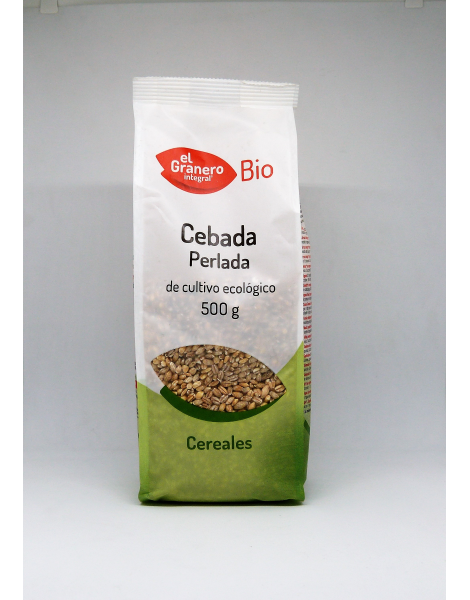 el
Granero
integral
Bio
Cebada
Perlada
de cultivo ecológico
500 g
Cereales